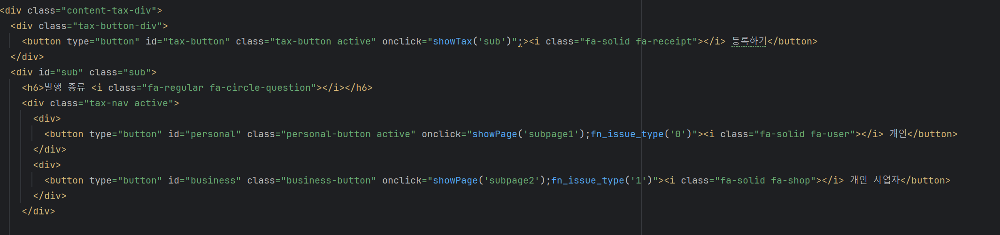 <div class="content-tax-div">
<div class="tax-button-div">
<button type="button" id="tax-button" class="tax-button active" onclick="showTax('sub')";><i class="fa-solid fa-receipt"></i> 등록하기</button>
</div>
<div id="sub" class="sub">
<h6>발행 종류 <i class="fa-regular fa-circle-question"></i></h6>
<div class="tax-nav active">
<div>
<button type="button" id="personal" class="personal-button active" onclick="showPage('subpage1');fn_issue_type('0')"><i class="fa-solid fa-user"></i> 개인</button>
</div>
<div>
<button type="button" id="business" class="business-button" onclick="showPage('subpage2');fn_issue_type('1')"><i class="fa-solid fa-shop"></i> 개인 사업자</button>
</div>
</div>